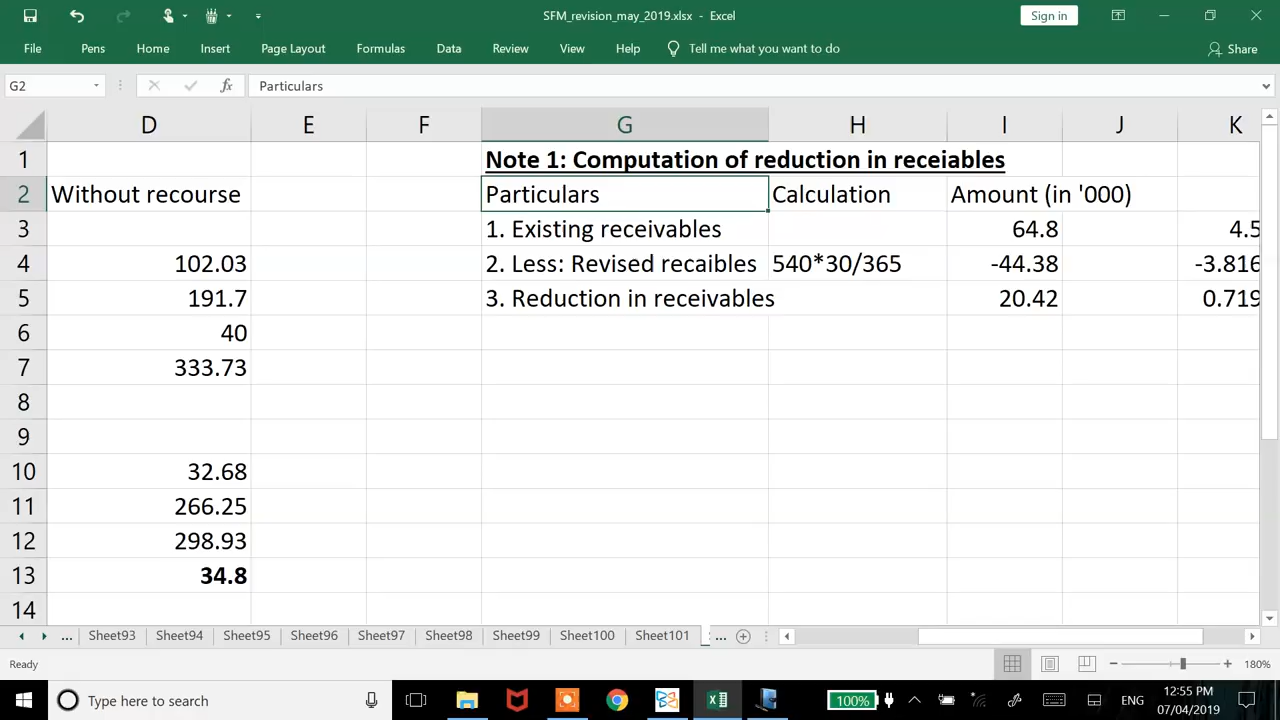 SFM_revision_may_2019.xlsx - Excel
Sign in
File Pens Home Insert Page Layout Formulas Data Review View Help Tell me what you want to do Share
G2 fx Particulars
D E F G H I J K
1 Note 1: Computation of reduction in receiables
2 Without recourse Particulars Calculation Amount (in '000)
3 1. Existing receivables 64.8 4.5
4 102.03 2. Less: Revised recaibles 540*30/365 -44.38 -3.816
5 191.7 3. Reduction in receivables 20.42 0.719
6 40
7 333.73
8
9
10 32.68
11 266.25
12 298.93
13 34.8
14
... Sheet93 Sheet94 Sheet95 Sheet96 Sheet97 Sheet98 Sheet99 Sheet100 Sheet101 ...
Ready 180%
Type here to search 100% ENG 12:55 PM
07/04/2019